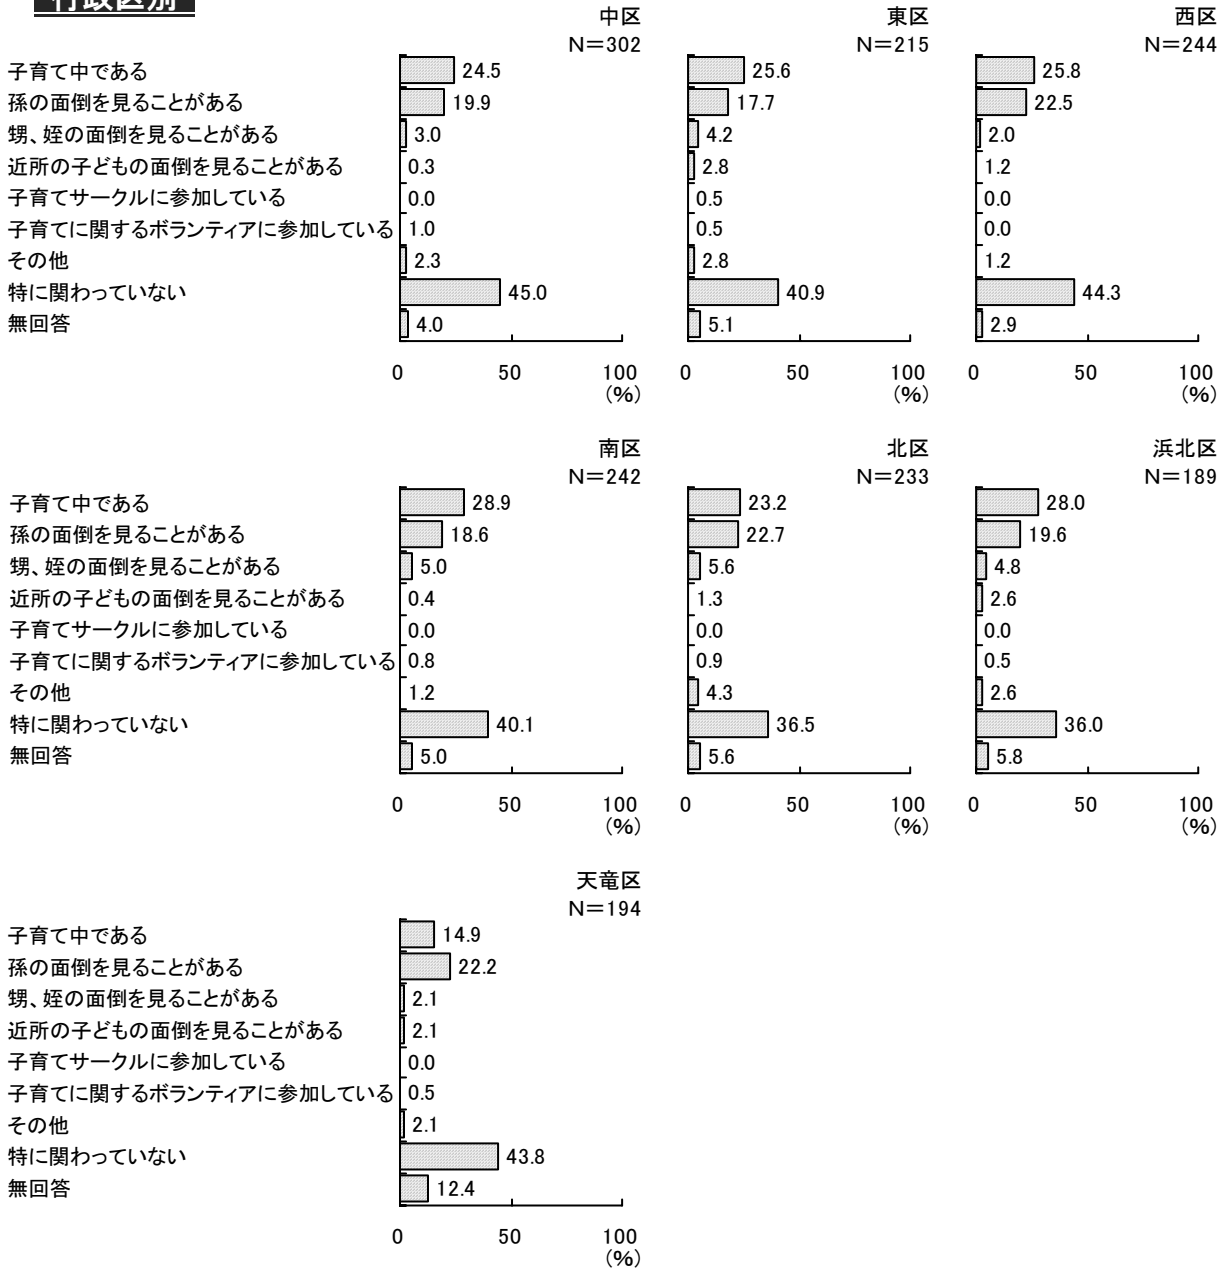 行政区別
中区 東区 西区
N＝302 N＝215 N＝244
子育て中である 24.5 25.6 25.8
孫の面倒を見ることがある 19.9 17.7 22.5
甥、姪の面倒を見ることがある 3.0 4.2 2.0
近所の子どもの面倒を見ることがある 0.3 2.8 1.2
子育てサークルに参加している 0.0 0.5 0.0
子育てに関するボランティアに参加している 1.0 0.5 0.0
その他 2.3 2.8 1.2
特に関わっていない 45.0 40.9 44.3
無回答 4.0 5.1 2.9
0 50 100 0 50 100 0 50 100
(%) (%) (%)
南区 北区 浜北区
N＝242 N＝233 N＝189
子育て中である 28.9 23.2 28.0
孫の面倒を見ることがある 18.6 22.7 19.6
甥、姪の面倒を見ることがある 5.0 5.6 4.8
近所の子どもの面倒を見ることがある 0.4 1.3 2.6
子育てサークルに参加している 0.0 0.0 0.0
子育てに関するボランティアに参加している 0.8 0.9 0.5
その他 1.2 4.3 2.6
特に関わっていない 40.1 36.5 36.0
無回答 5.0 5.6 5.8
0 50 100 0 50 100 0 50 100
(%) (%) (%)
天竜区
N＝194
子育て中である 14.9
孫の面倒を見ることがある 22.2
甥、姪の面倒を見ることがある 2.1
近所の子どもの面倒を見ることがある 2.1
子育てサークルに参加している 0.0
子育てに関するボランティアに参加している 0.5
その他 2.1
特に関わっていない 43.8
無回答 12.4
0 50 100
(%)